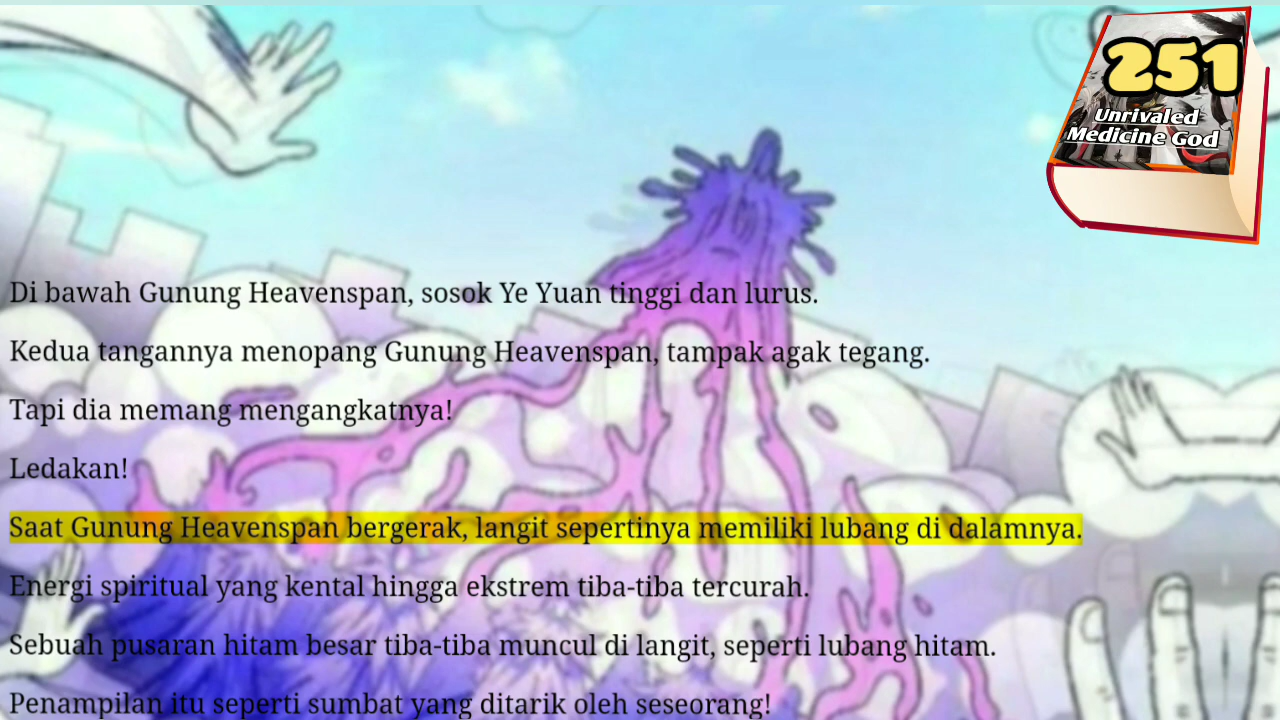 251
Unrivaled
Medicine God
Di bawah Gunung Heavenspan, sosok Ye Yuan tinggi dan lurus.
Kedua tangannya menopang Gunung Heavenspan, tampak agak tegang.
Tapi dia memang mengangkatnya!
Ledakan!
Saat Gunung Heavenspan bergerak, langit sepertinya memiliki lubang di dalamnya.
Energi spiritual yang kental hingga ekstrem tiba-tiba tercurah.
Sebuah pusaran hitam besar tiba-tiba muncul di langit, seperti lubang hitam.
Penampilan itu seperti sumbat yang ditarik oleh seseorang!